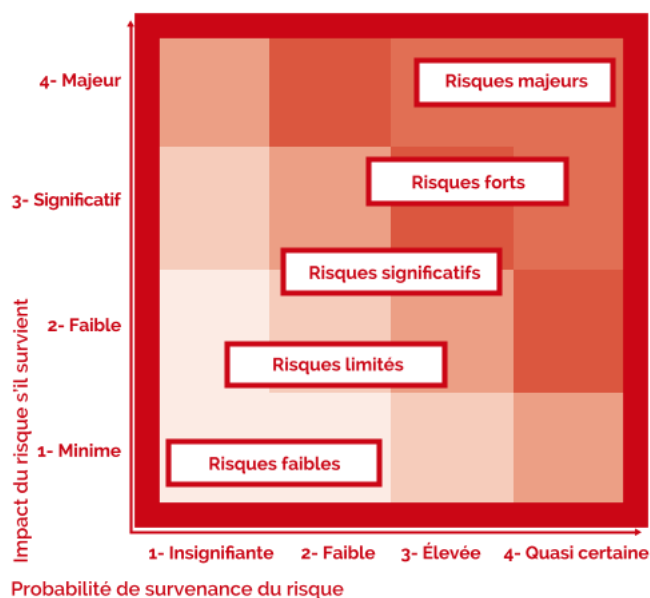 4- Majeur
Risques majeurs
Risques forts
3- Significatif
Risques significatifs
2- Faible
Risques limités
1- Minime
Risques faibles
Impact du risque s'il survient
1- Insignifiante
2- Faible
3- Élevée
4- Quasi certaine
Probabilité de survenance du risque